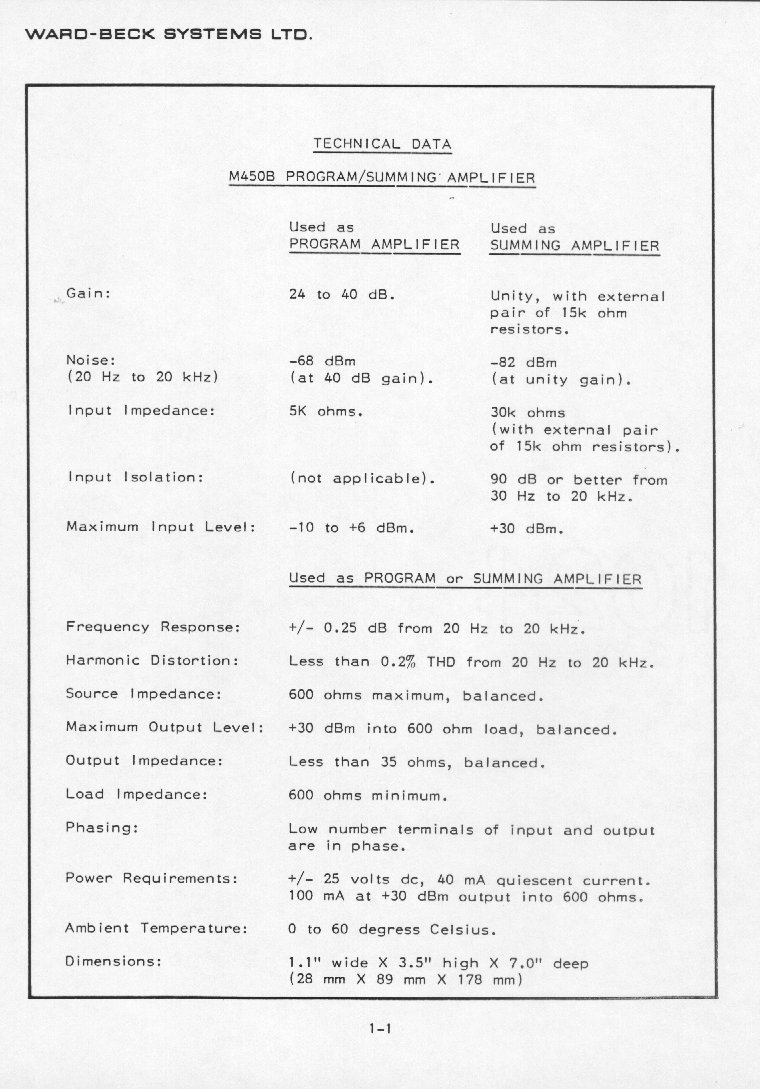 WARD-BECK SYSTEMS LTD.
TECHNICAL DATA
M450B PROGRAM/SUMMING AMPLIFIER
Used as
PROGRAM AMPLIFIER
Used as
SUMMING AMPLIFIER
Gain: 24 to 40 dB. Unity, with external
pair of 15k ohm
resistors.
Noise: -68 dBm -82 dBm
(20 Hz to 20 kHz) (at 40 dB gain). (at unity gain).
Input Impedance: 5K ohms. 30k ohms
(with external pair
of 15k ohm resistors).
Input Isolation: (not applicable). 90 dB or better from
30 Hz to 20 kHz.
Maximum Input Level: -10 to +6 dBm. +30 dBm.
Used as PROGRAM or SUMMING AMPLIFIER
Frequency Response: +/- 0.25 dB from 20 Hz to 20 kHz.
Harmonic Distortion: Less than 0.2% THD from 20 Hz to 20 kHz.
Source Impedance: 600 ohms maximum, balanced.
Maximum Output Level: +30 dBm into 600 ohm load, balanced.
Output Impedance: Less than 35 ohms, balanced.
Load Impedance: 600 ohms minimum.
Phasing: Low number terminals of input and output
are in phase.
Power Requirements: +/- 25 volts dc, 40 mA quiescent current.
100 mA at +30 dBm output into 600 ohms.
Ambient Temperature: 0 to 60 degress Celsius.
Dimensions: 1.1" wide X 3.5" high X 7.0" deep
(28 mm X 89 mm X 178 mm)
1-1